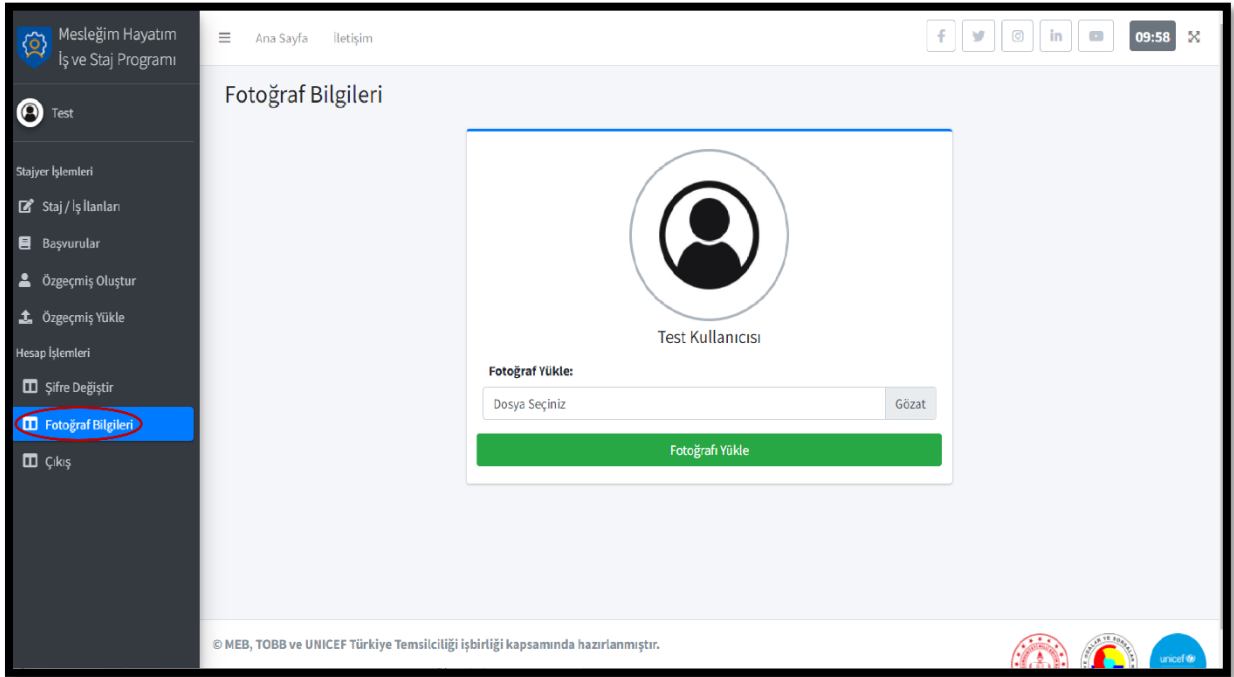 Mesleğim Hayatım
İş ve Staj Programı
Ana Sayfa İletişim
09:58
Test
Fotoğraf Bilgileri
Stajyer İşlemleri
Staj / İş İlanları
Başvurular
Özgeçmiş Oluştur
Özgeçmiş Yükle
Hesap İşlemleri
Şifre Değiştir
Fotoğraf Bilgileri
Çıkış
Test Kullanıcısı
Fotoğraf Yükle:
Dosya Seçiniz Gözat
Fotoğrafı Yükle
© MEB, TOBB ve UNICEF Türkiye Temsilciliği işbirliği kapsamında hazırlanmıştır.
unicef